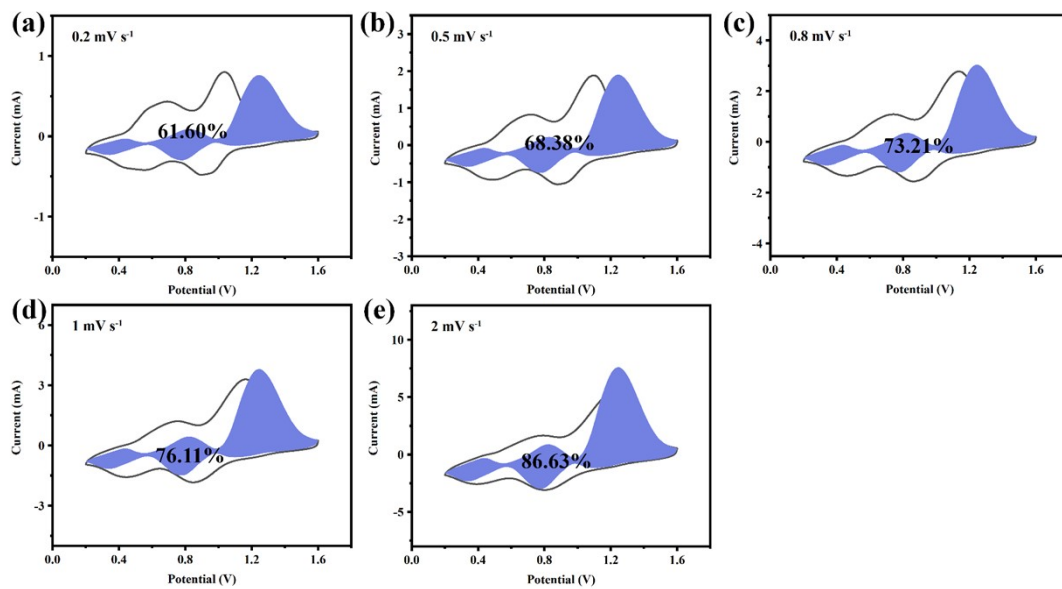 (a)
0.2 mV s⁻¹
61.60%
1
0
-1
0.0 0.4 0.8 1.2 1.6
Current (mA)
Potential (V)
(b)
0.5 mV s⁻¹
68.38%
3
2
1
0
-1
-2
-3
0.0 0.4 0.8 1.2 1.6
Current (mA)
Potential (V)
(c)
0.8 mV s⁻¹
73.21%
4
2
0
-2
-4
0.0 0.4 0.8 1.2 1.6
Current (mA)
Potential (V)
(d)
1 mV s⁻¹
76.11%
6
3
0
-3
0.0 0.4 0.8 1.2 1.6
Current (mA)
Potential (V)
(e)
2 mV s⁻¹
86.63%
10
5
0
-5
0.0 0.4 0.8 1.2 1.6
Current (mA)
Potential (V)